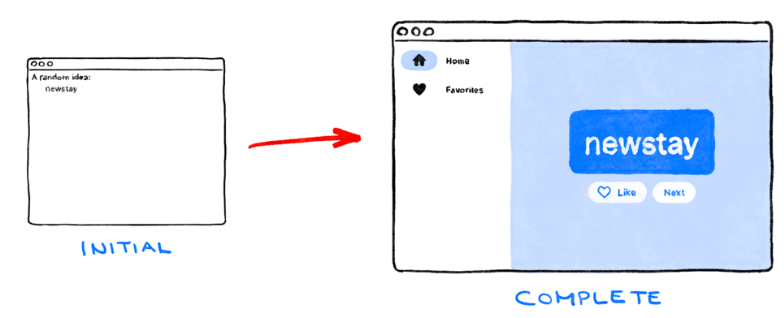 A random idea:
newstay
INITIAL
Home
Favorites
newstay
Like
Next
COMPLETE